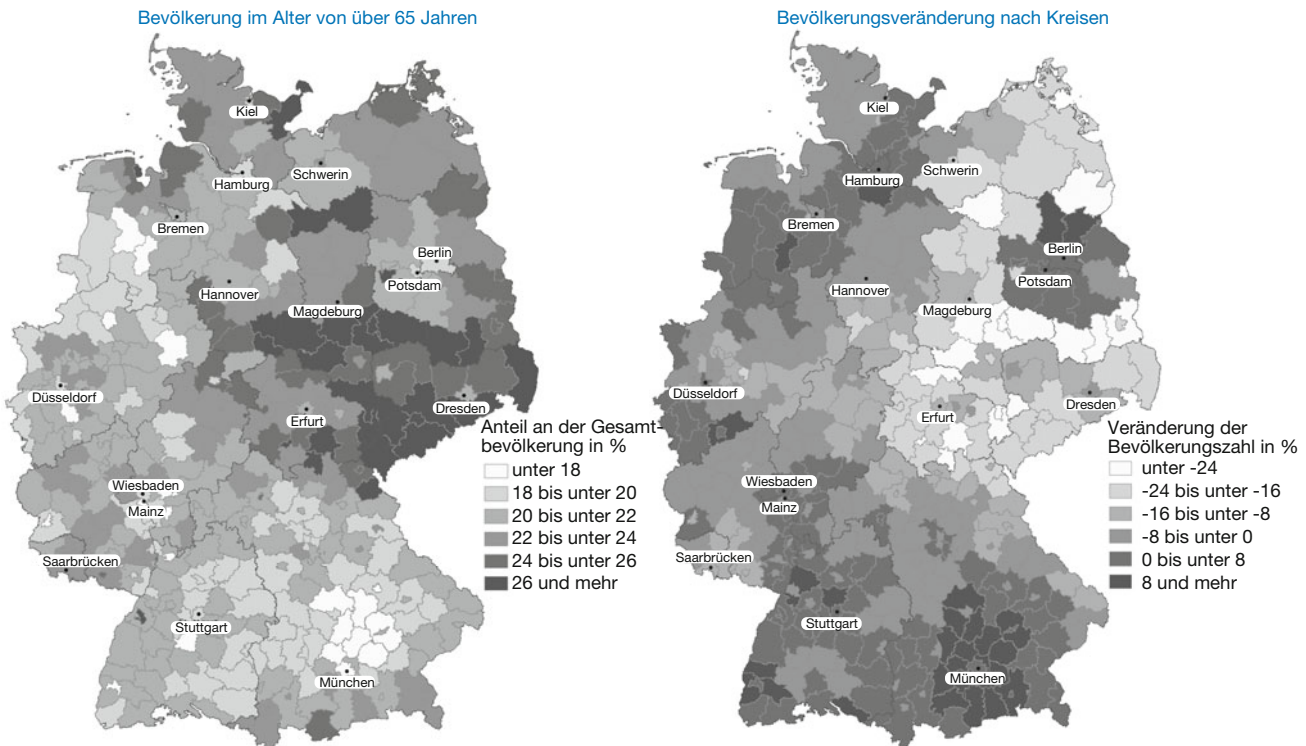 Bevölkerung im Alter von über 65 Jahren
Kiel
Hamburg
Schwerin
Bremen
Berlin
Potsdam
Hannover
Magdeburg
Düsseldorf
Erfurt
Dresden
Wiesbaden
Mainz
Saarbrücken
Stuttgart
München
Anteil an der Gesamt-
bevölkerung in %
unter 18
18 bis unter 20
20 bis unter 22
22 bis unter 24
24 bis unter 26
26 und mehr
Bevölkerungsveränderung nach Kreisen
Kiel
Hamburg
Schwerin
Bremen
Berlin
Potsdam
Hannover
Magdeburg
Düsseldorf
Erfurt
Dresden
Wiesbaden
Mainz
Saarbrücken
Stuttgart
München
Veränderung der
Bevölkerungszahl in %
unter -24
-24 bis unter -16
-16 bis unter -8
-8 bis unter 0
0 bis unter 8
8 und mehr